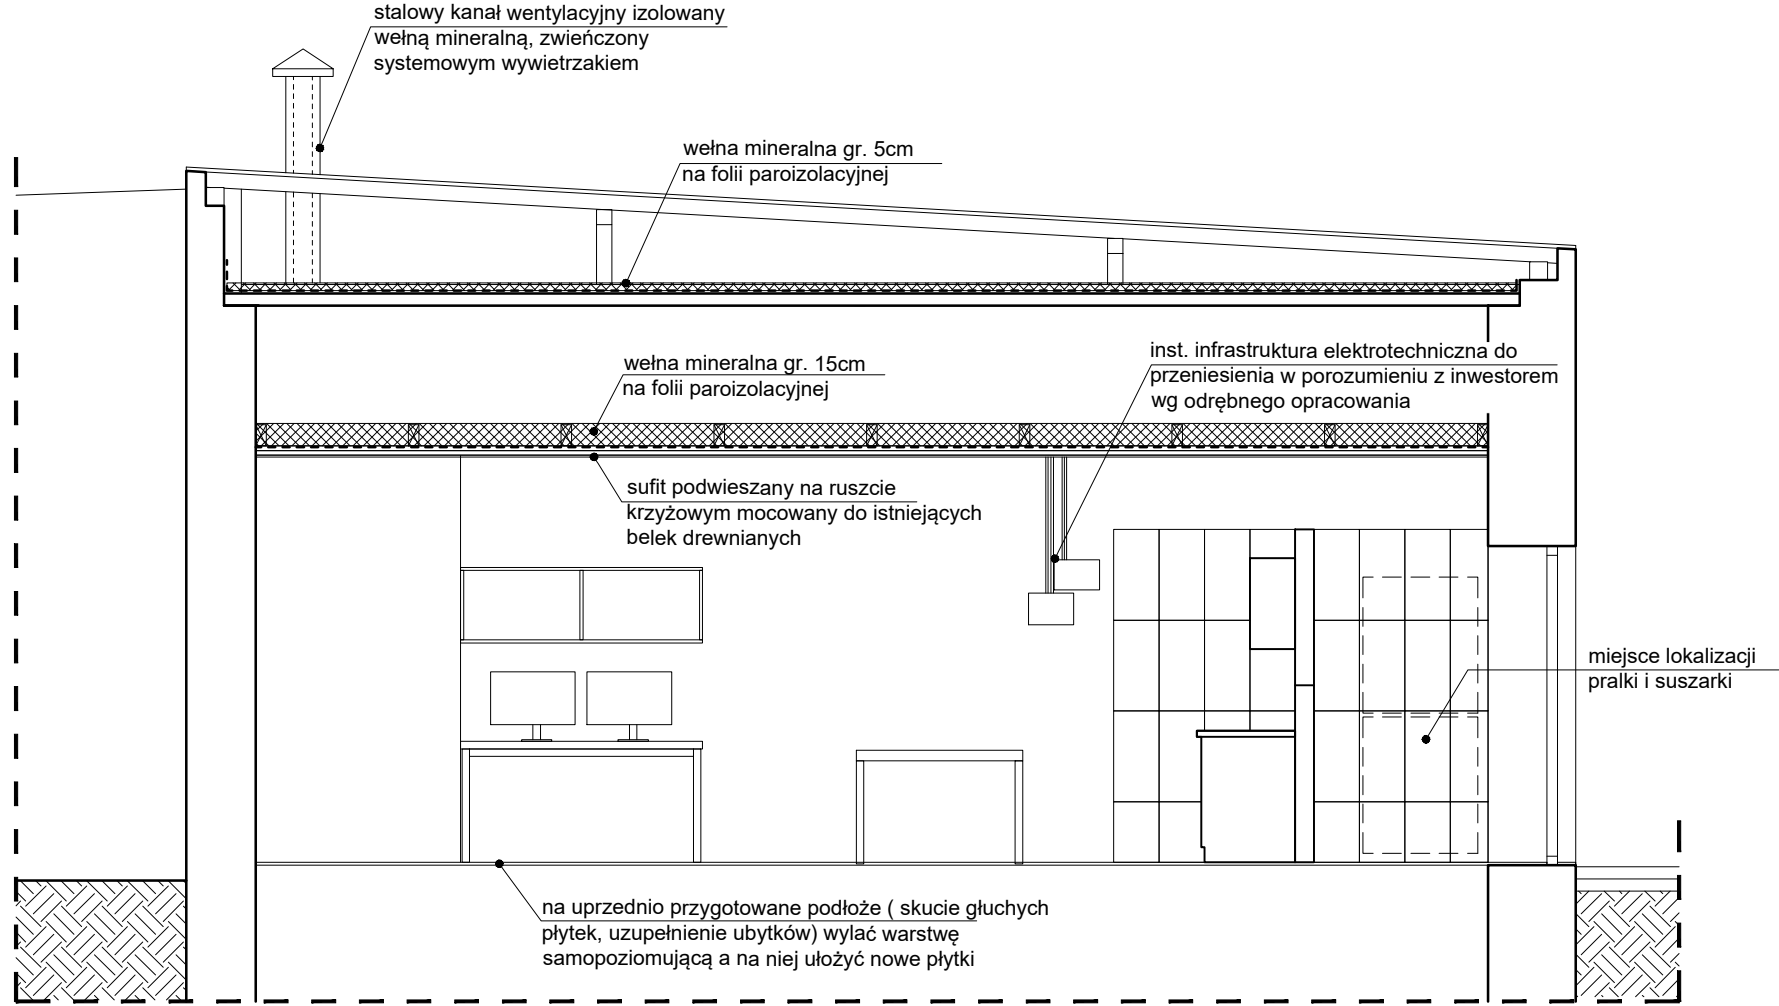 stalowy kanał wentylacyjny izolowany
wełną mineralną, zwieńczony
systemowym wywietrzakiem
wełna mineralna gr. 5cm
na folii paroizolacyjnej
wełna mineralna gr. 15cm
na folii paroizolacyjnej
inst. infrastruktura elektrotechniczna do
przeniesienia w porozumieniu z inwestorem
wg odrębnego opracowania
sufit podwieszany na ruszcie
krzyżowym mocowany do istniejących
belek drewnianych
miejsce lokalizacji
pralki i suszarki
na uprzednio przygotowane podłoże ( skucie głuchych
płytek, uzupełnienie ubytków) wylać warstwę
samopoziomującą a na niej ułożyć nowe płytki